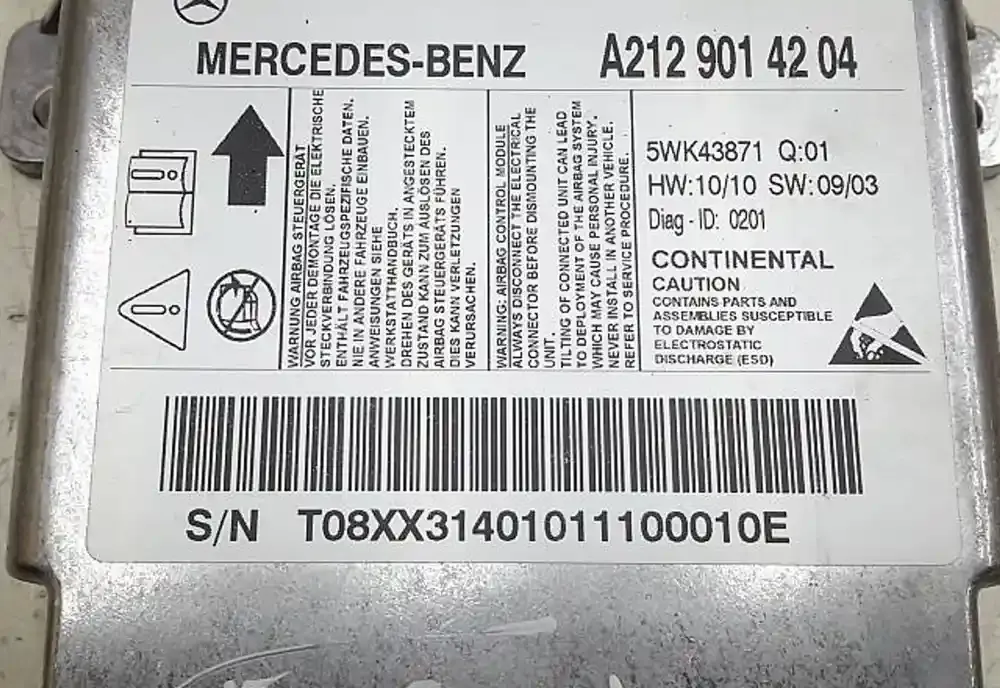 MERCEDES-BENZ A212 901 42 04
WARNUNG AIRBAG STEUERGERÄT
VOR JEDER DEMONTAGE DIE ELEKTRISCHE
STECKVERBINDUNG LÖSEN.
ENTHÄLT FAHRZEUGSPEZIFISCHE DATEN.
NIE IN ANDERE FAHRZEUGE EINBAUEN.
ANWEISUNGEN SIEHE
WERKSTATTHANDBUCH.
DREHEN DES GERÄTS IN ANGESTECKTEM
ZUSTAND KANN ZUM AUSLÖSEN DES
AIRBAG STEUERGERÄTS FÜHREN.
DIES KANN VERLETZUNGEN
VERURSACHEN.
WARNING: AIRBAG CONTROL MODULE
ALWAYS DISCONNECT THE ELECTRICAL
CONNECTOR BEFORE DISMOUNTING THE
UNIT.
TILTING OF CONNECTED UNIT CAN LEAD
TO DEPLOYMENT OF THE AIRBAG SYSTEM
WHICH MAY CAUSE PERSONAL INJURY.
NEVER INSTALL IN ANOTHER VEHICLE.
REFER TO SERVICE PROCEDURE.
5WK43871 Q:01
HW:10/10 SW:09/03
Diag - ID: 0201
CONTINENTAL
CAUTION
CONTAINS PARTS AND
ASSEMBLIES SUSCEPTIBLE
TO DAMAGE BY
ELECTROSTATIC
DISCHARGE (ESD)
S/N T08XX31401011100010E